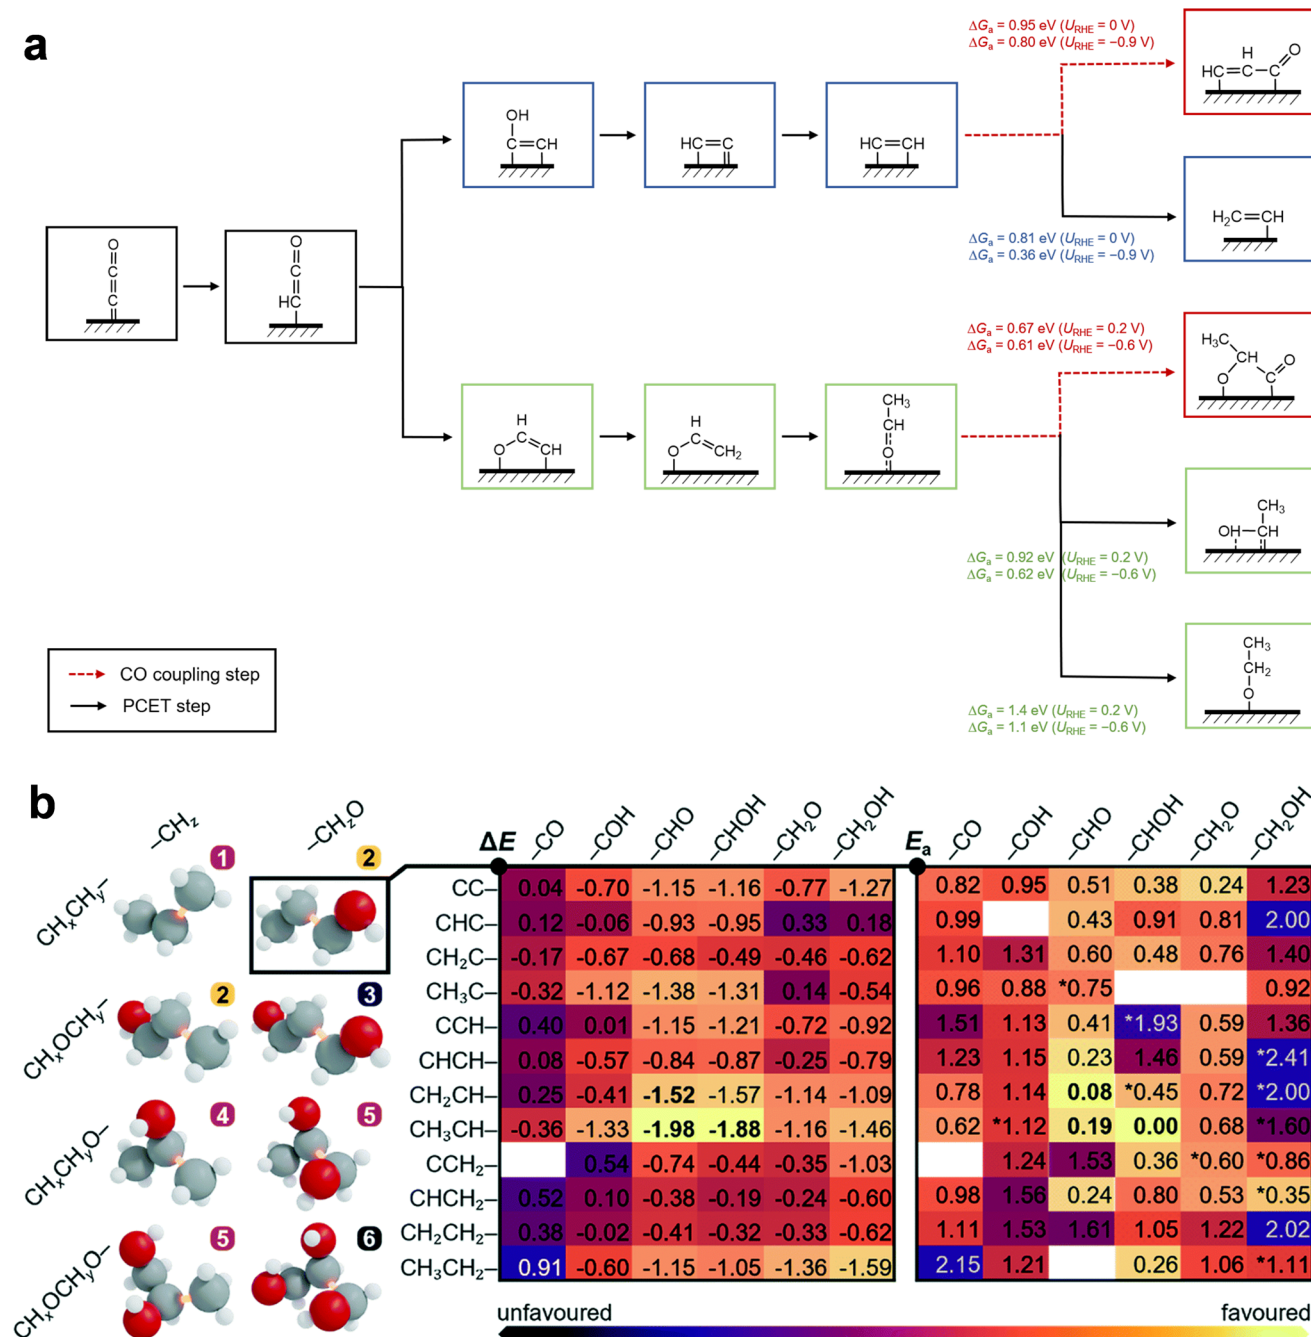 a
ΔGa = 0.95 eV (URHE = 0 V)
ΔGa = 0.80 eV (URHE = −0.9 V)
H
O
HC
C
OH
C
CH
HC
C
HC
CH
H2C
CH
ΔGa = 0.81 eV (URHE = 0 V)
ΔGa = 0.36 eV (URHE = −0.9 V)
O
C
C
O
C
HC
ΔGa = 0.67 eV (URHE = 0.2 V)
ΔGa = 0.61 eV (URHE = −0.6 V)
H3C
CH
O
O
C
H
O
C
CH
H
O
C
CH2
CH3
CH
O
CH3
OH
CH
ΔGa = 0.92 eV (URHE = 0.2 V)
ΔGa = 0.62 eV (URHE = −0.6 V)
CH3
CH2
O
ΔGa = 1.4 eV (URHE = 0.2 V)
ΔGa = 1.1 eV (URHE = −0.6 V)
CO coupling step
PCET step
b
–CHz –CHzO
ΔE –CO –COH –CHO –CHOH –CH2O –CH2OH
Ea –CO –COH –CHO –CHOH –CH2O –CH2OH
CHxCHy– 1 2
CHxOCHy– 2 3
CHxCHyO– 4 5
CHxOCHyO– 5 6
CC– 0.04 -0.70 -1.15 -1.16 -0.77 -1.27 0.82 0.95 0.51 0.38 0.24 1.23
CHC– 0.12 -0.06 -0.93 -0.95 0.33 0.18 0.99 0.43 0.91 0.81 2.00
CH2C– -0.17 -0.67 -0.68 -0.49 -0.46 -0.62 1.10 1.31 0.60 0.48 0.76 1.40
CH3C– -0.32 -1.12 -1.38 -1.31 0.14 -0.54 0.96 0.88 *0.75 0.92
CCH– 0.40 0.01 -1.15 -1.21 -0.72 -0.92 1.51 1.13 0.41 *1.93 0.59 1.36
CHCH– 0.08 -0.57 -0.84 -0.87 -0.25 -0.79 1.23 1.15 0.23 1.46 0.59 *2.41
CH2CH– 0.25 -0.41 -1.52 -1.57 -1.14 -1.09 0.78 1.14 0.08 *0.45 0.72 *2.00
CH3CH– -0.36 -1.33 -1.98 -1.88 -1.16 -1.46 0.62 *1.12 0.19 0.00 0.68 *1.60
CCH2– 0.54 -0.74 -0.44 -0.35 -1.03 1.24 1.53 0.36 *0.60 *0.86
CHCH2– 0.52 0.10 -0.38 -0.19 -0.24 -0.60 0.98 1.56 0.24 0.80 0.53 *0.35
CH2CH2– 0.38 -0.02 -0.41 -0.32 -0.33 -0.62 1.11 1.53 1.61 1.05 1.22 2.02
CH3CH2– 0.91 -0.60 -1.15 -1.05 -1.36 -1.59 2.15 1.21 0.26 1.06 *1.11
unfavoured favoured